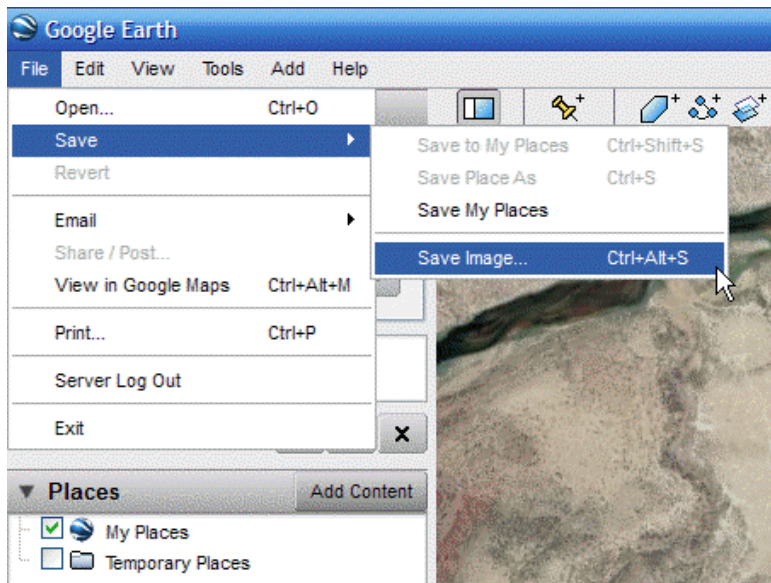 Google Earth
File Edit View Tools Add Help
Open... Ctrl+O
Save
Revert
Email
Share / Post...
View in Google Maps Ctrl+Alt+M
Print... Ctrl+P
Server Log Out
Exit
Save to My Places Ctrl+Shift+S
Save Place As Ctrl+S
Save My Places
Save Image... Ctrl+Alt+S
Places Add Content
My Places
Temporary Places